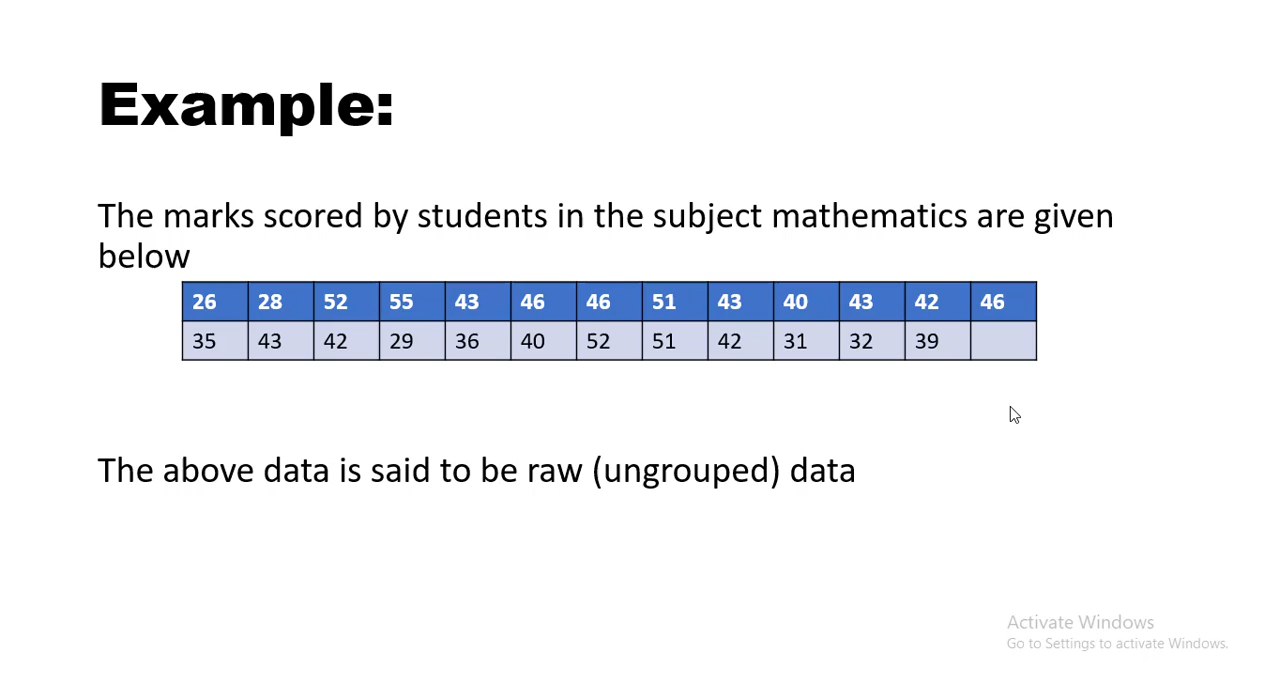 Example:
The marks scored by students in the subject mathematics are given
below
26 28 52 55 43 46 46 51 43 40 43 42 46
35 43 42 29 36 40 52 51 42 31 32 39
The above data is said to be raw (ungrouped) data
Activate Windows
Go to Settings to activate Windows.